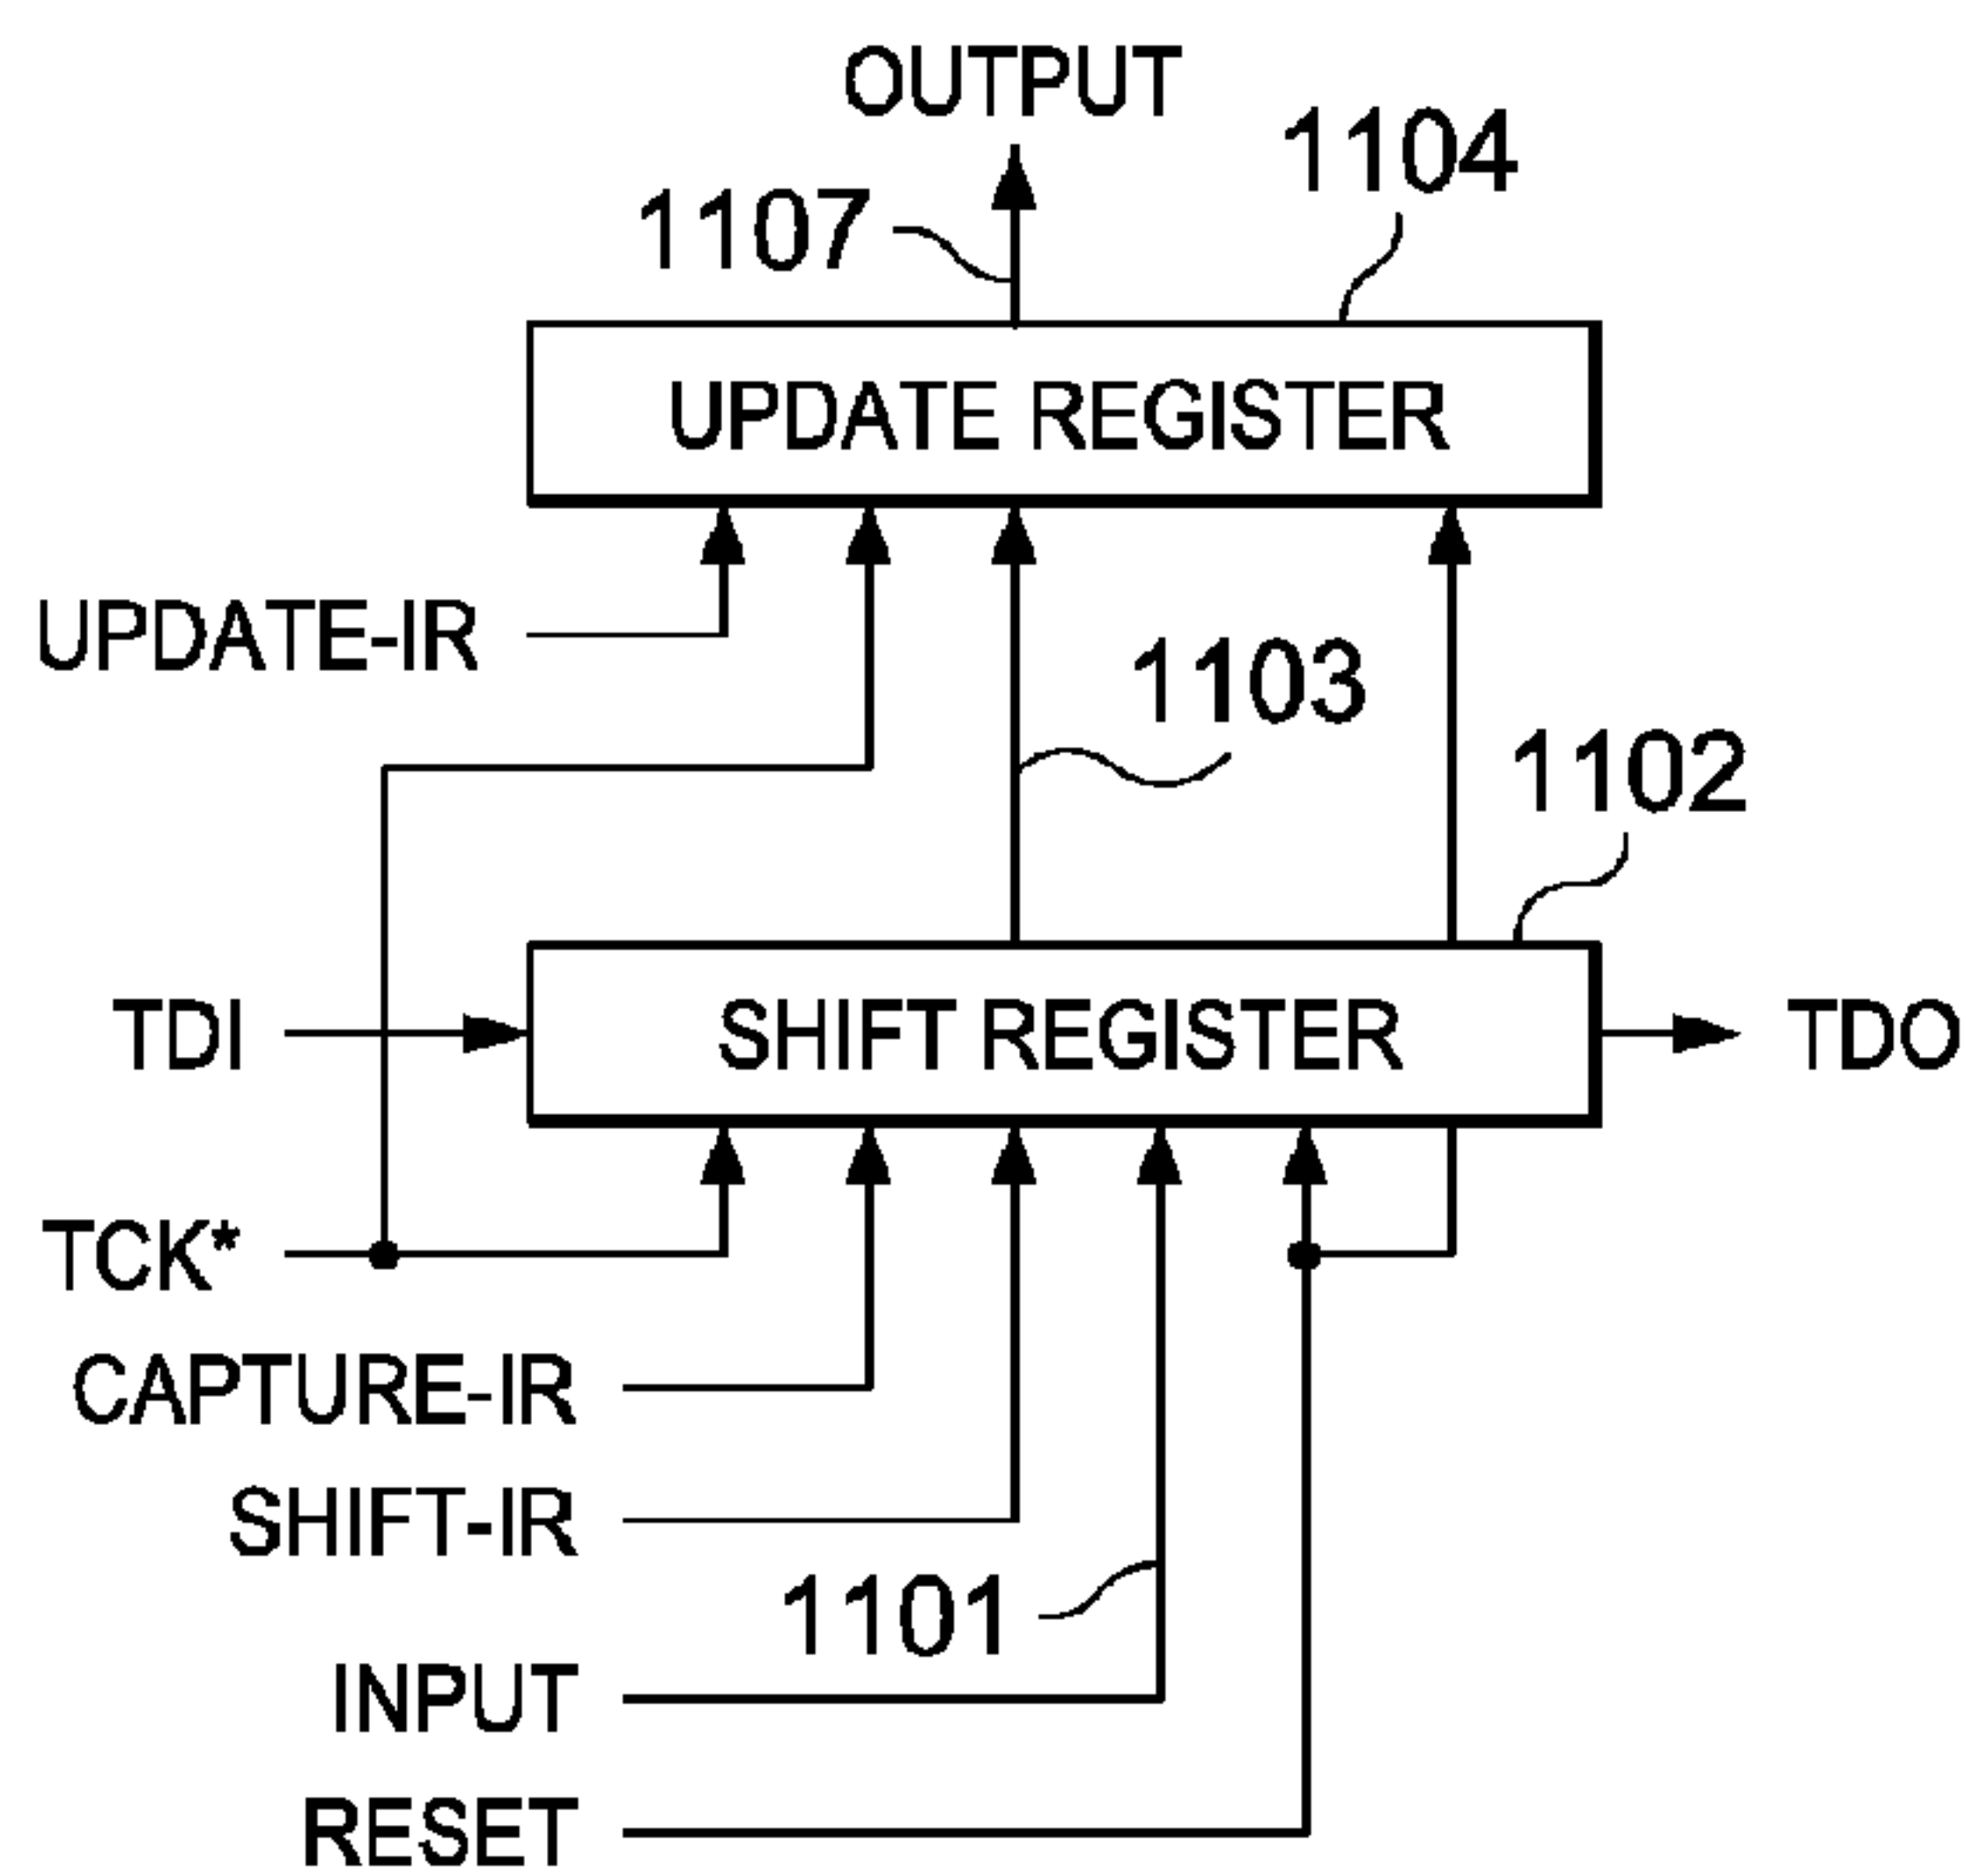 OUTPUT
1104
1107
UPDATE REGISTER
UPDATE-IR
1103
1102
TDI
SHIFT REGISTER
TDO
TCK*
CAPTURE-IR
SHIFT-IR
1101
INPUT
RESET